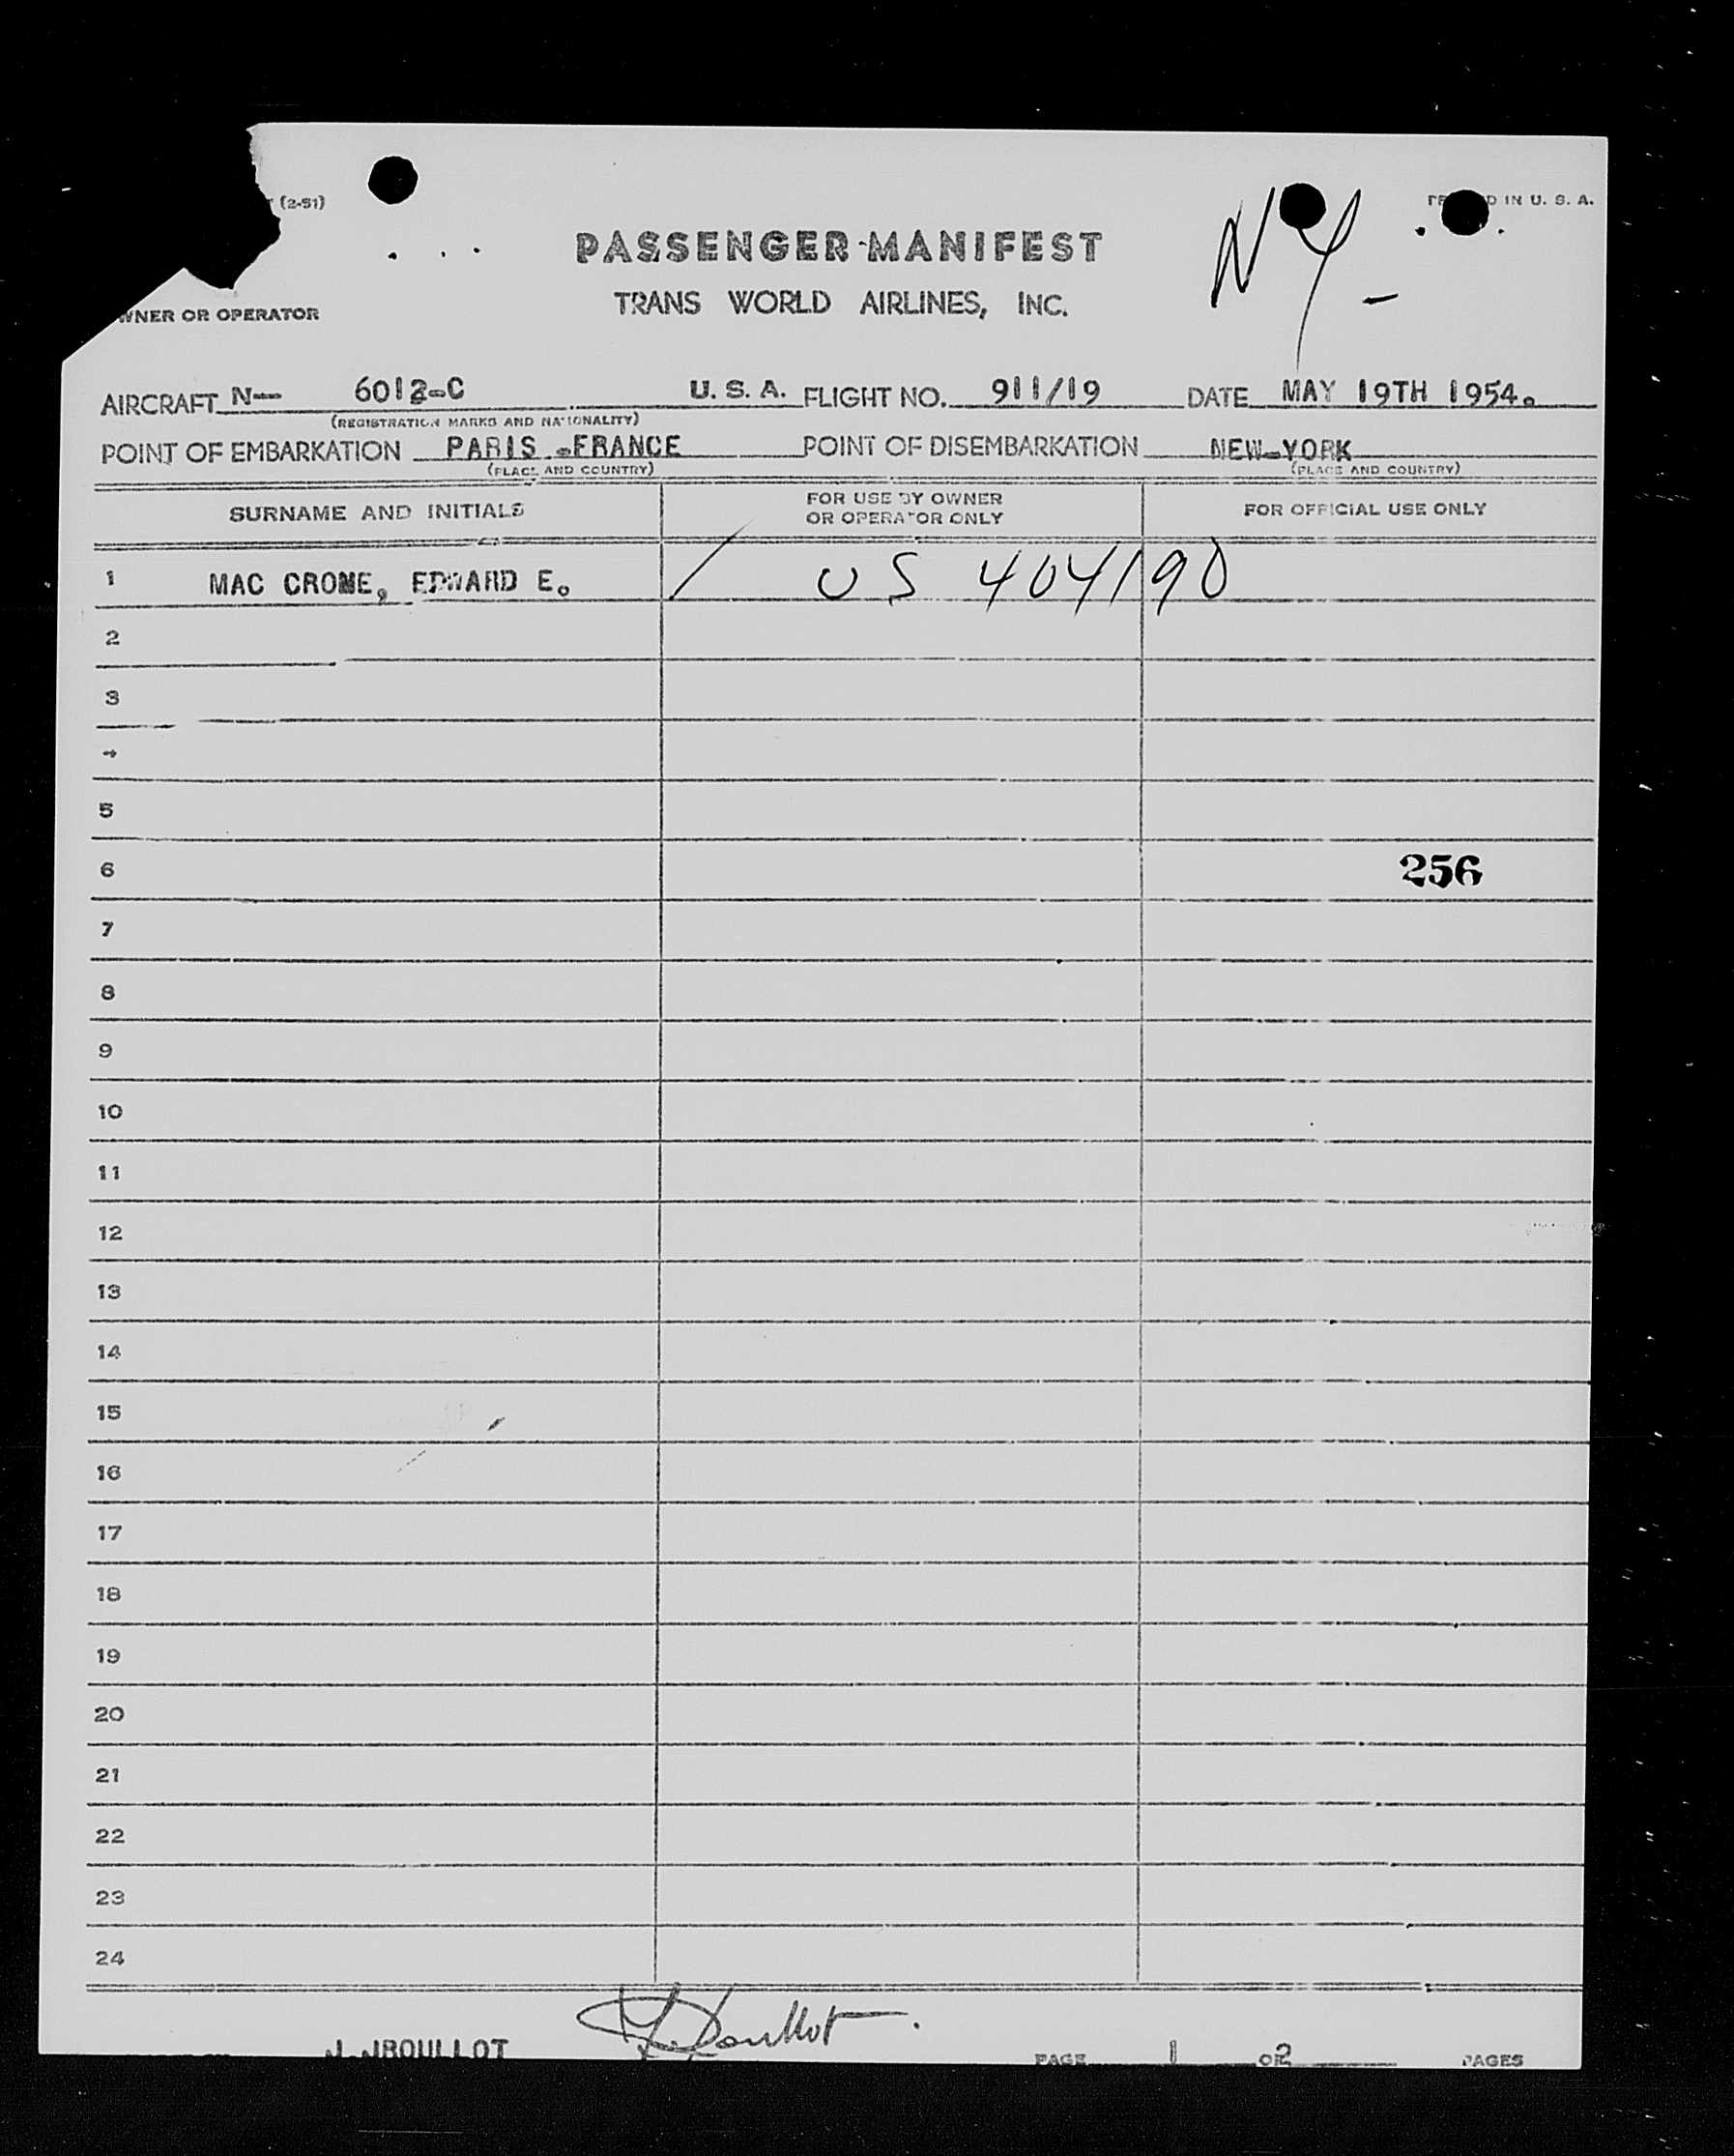 (2-51)
IN U. S. A.
N Y -
PASSENGER MANIFEST
TRANS WORLD AIRLINES, INC.
OR OPERATOR
AIRCRAFT N— 6012-C U. S. A. FLIGHT NO. 911/19 DATE MAY 19TH 1954.
(REGISTRATION MARKS AND NATIONALITY)
POINT OF EMBARKATION PARIS -FRANCE POINT OF DISEMBARKATION NEW-YORK
(PLACE AND COUNTRY) (PLACE AND COUNTRY)
SURNAME AND INITIALS FOR USE BY OWNER OR OPERATOR ONLY FOR OFFICIAL USE ONLY
1 MAC CROME, EDWARD E. / US 404190
2
3
4
5
6 256
7
8
9
10
11
12
13
14
15
16
17
18
19
20
21
22
23
24
PAGE 1 OF 2 PAGES